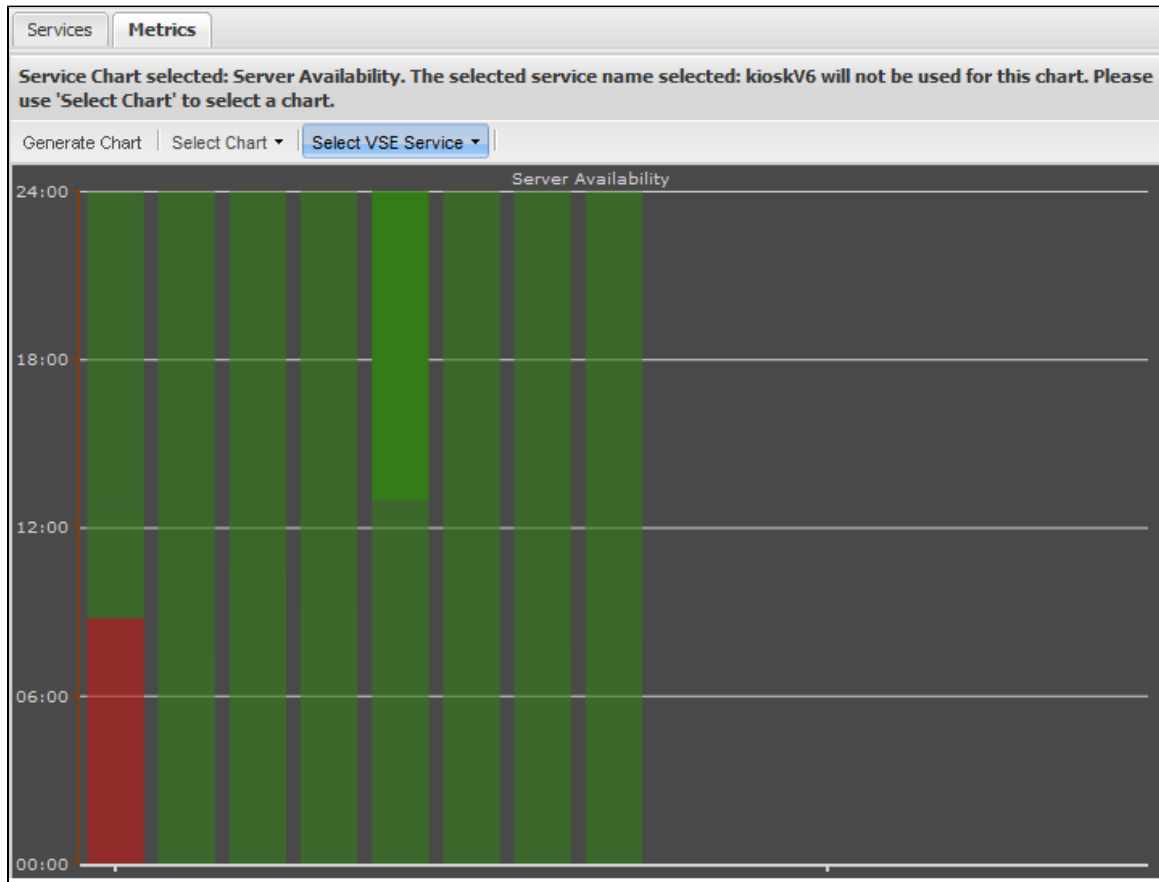 Services Metrics
Service Chart selected: Server Availability. The selected service name selected: kioskV6 will not be used for this chart. Please
use 'Select Chart' to select a chart.
Generate Chart Select Chart Select VSE Service
Server Availability
24:00
18:00
12:00
06:00
00:00